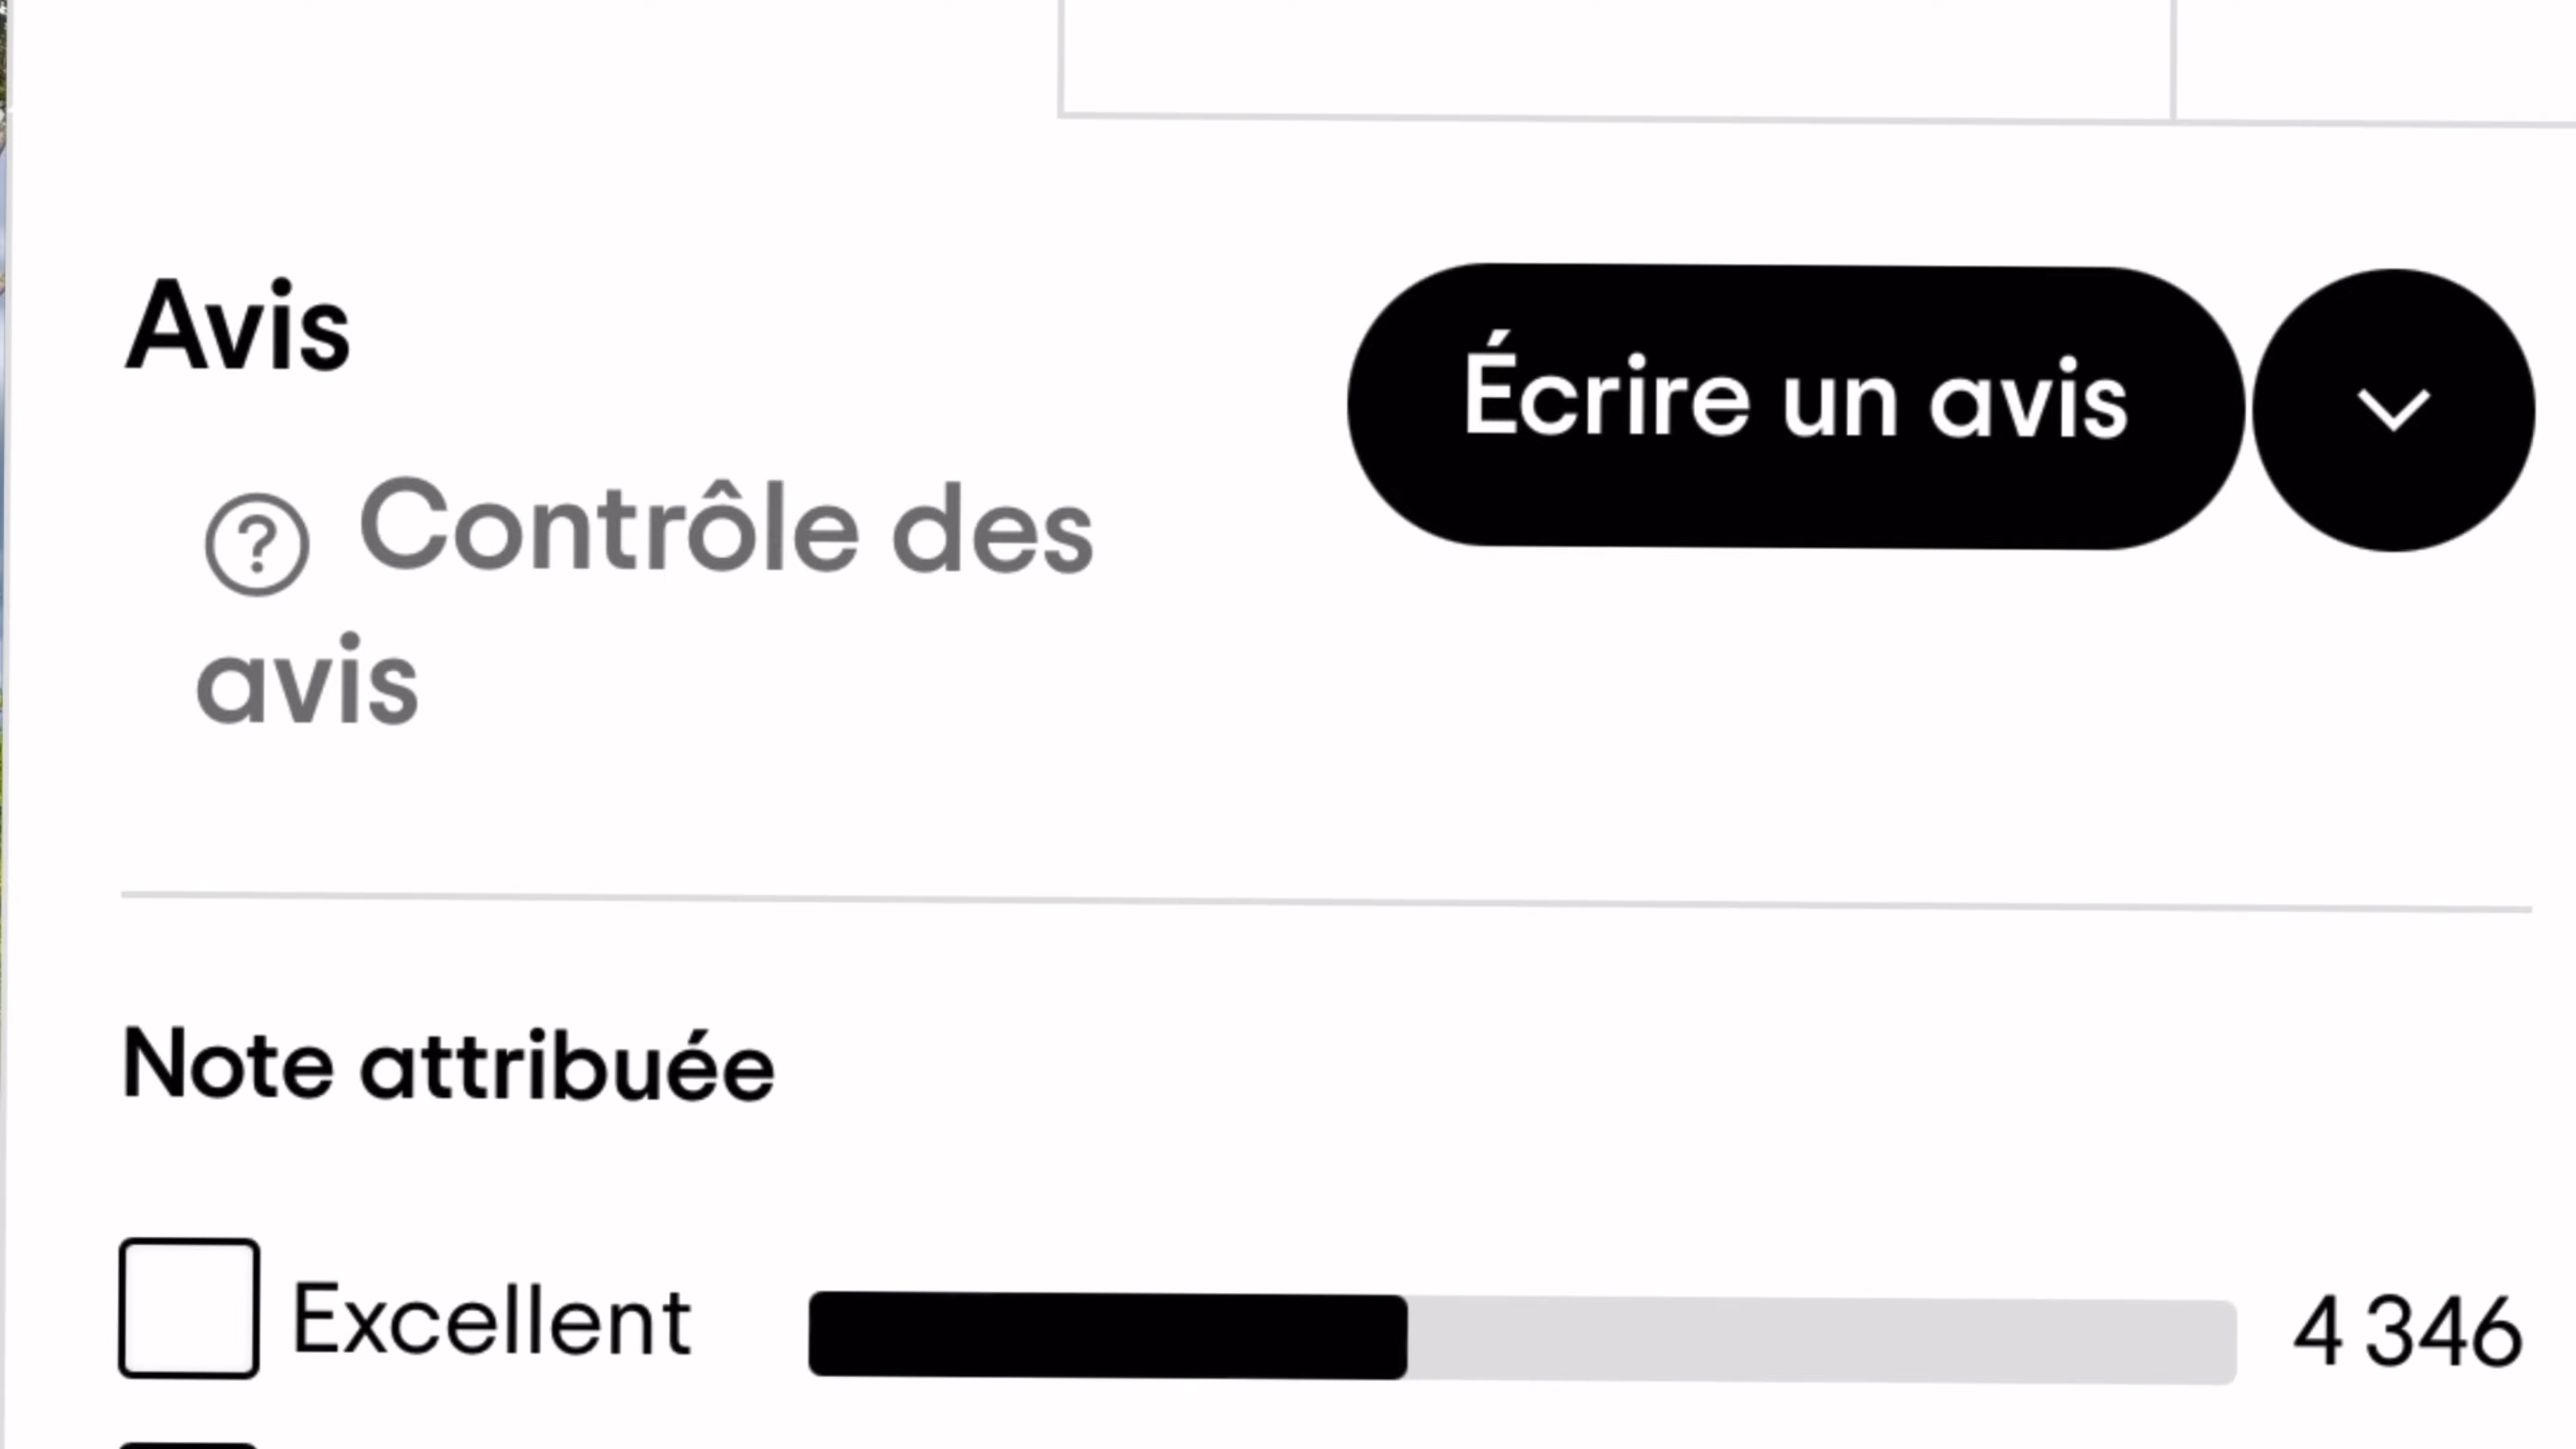 Avis
Écrire un avis
Contrôle des
avis
Note attribuée
Excellent 4 346